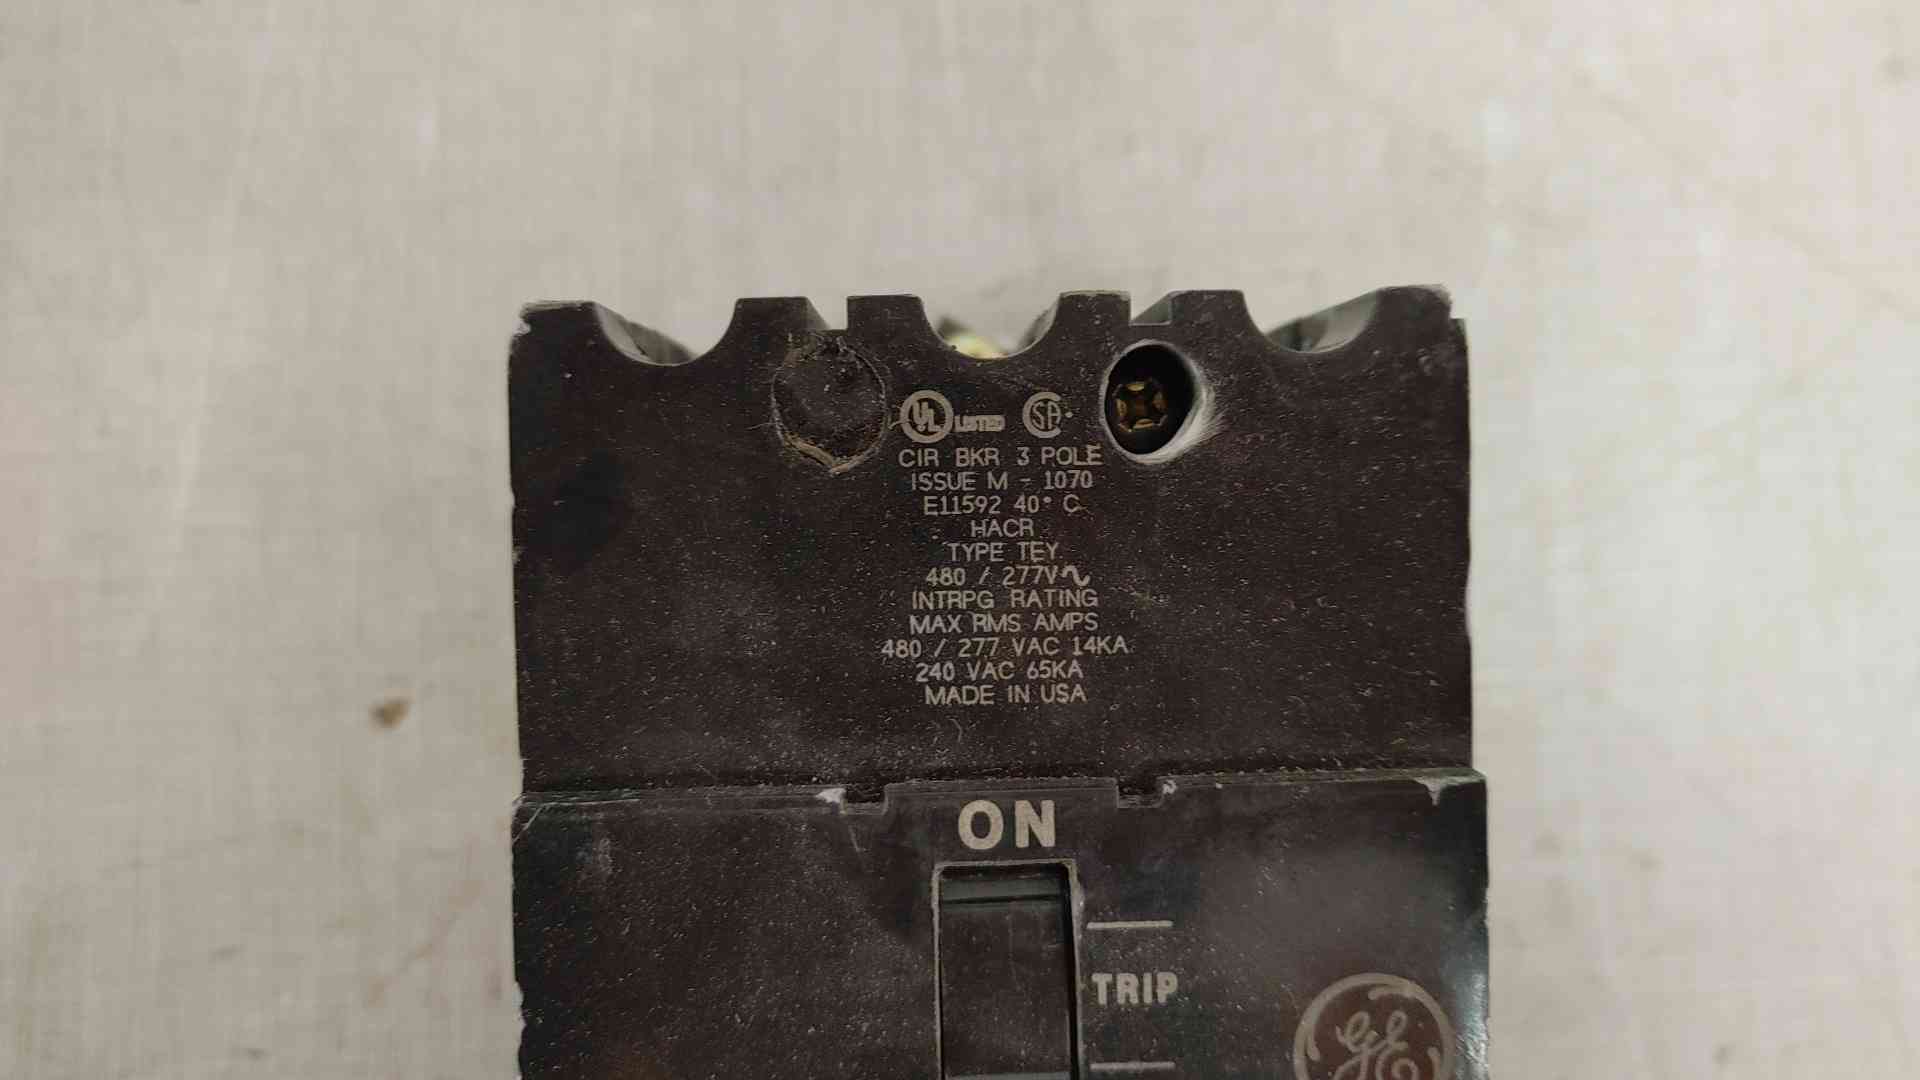 UL LISTED SA
CIR BKR 3 POLE
ISSUE M - 1070
E11592 40° C
HACR
TYPE TEY
480 / 277V∿
INTRPG RATING
MAX RMS AMPS
480 / 277 VAC 14KA
240 VAC 65KA
MADE IN USA
ON
TRIP
GE